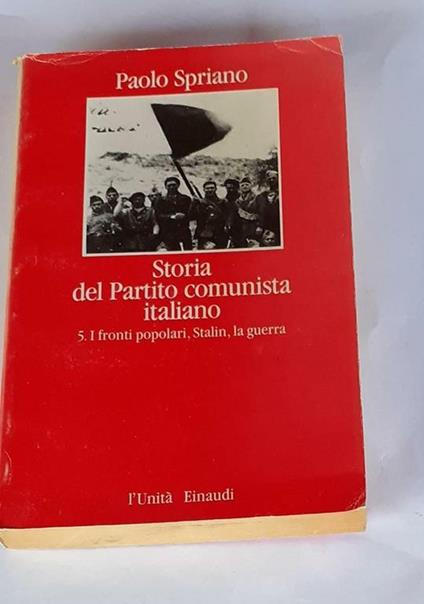 Paolo Spriano
Storia
del Partito comunista
italiano
5. I fronti popolari, Stalin, la guerra
l'Unità Einaudi